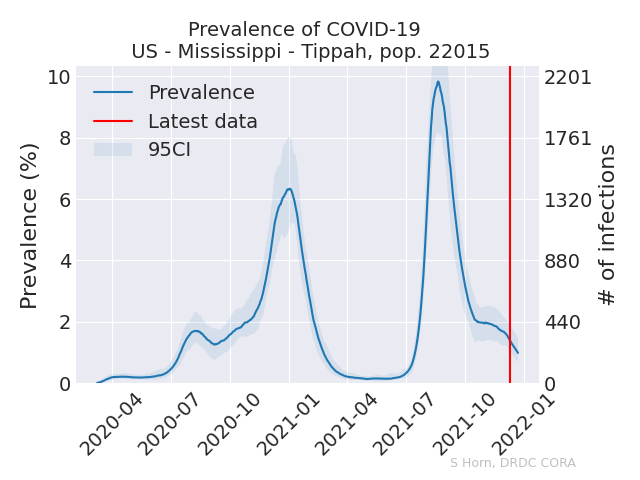 Prevalence of COVID-19
US - Mississippi - Tippah, pop. 22015
Prevalence (%)
10
8
6
4
2
0
Prevalence
Latest data
95CI
2201
1761
1320
880
440
0
# of infections
2020-04
2020-07
2020-10
2021-01
2021-04
2021-07
2021-10
2022-01
S Horn, DRDC CORA